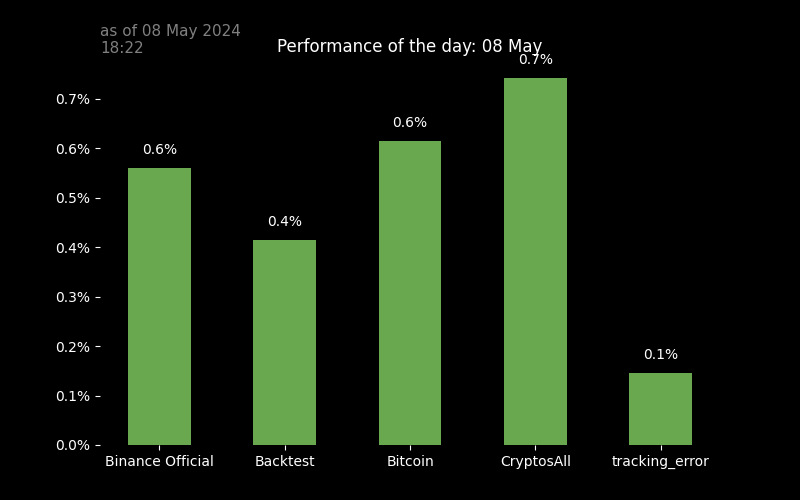 as of 08 May 2024
18:22
Performance of the day: 08 May
0.7%
0.7%
0.6%
0.6%
0.6%
0.5%
0.4%
0.4%
0.3%
0.2%
0.1%
0.1%
0.0%
Binance Official
Backtest
Bitcoin
CryptosAll
tracking_error